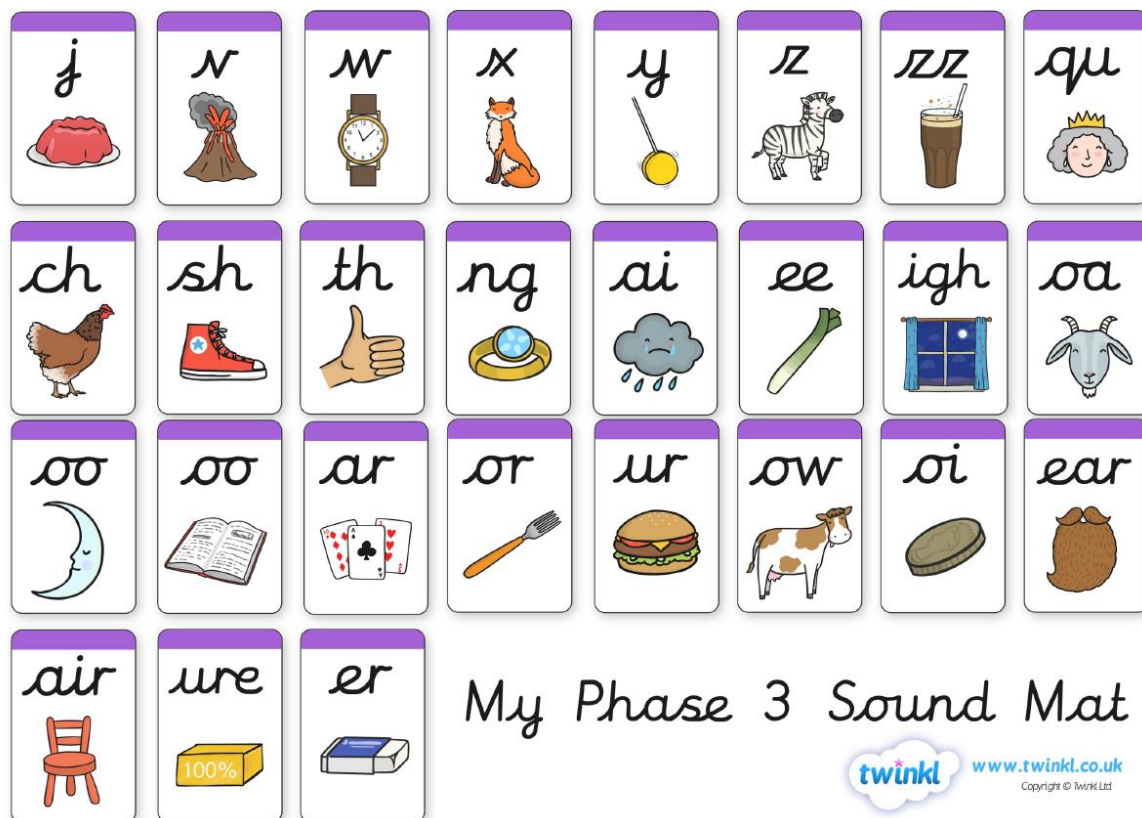 j v w x y z zz qu
ch sh th ng ai ee igh oa
oo oo ar or ur ow oi ear
air ure er
100%
My Phase 3 Sound Mat
twinkl www.twinkl.co.uk
Copyright © Twinkl Ltd